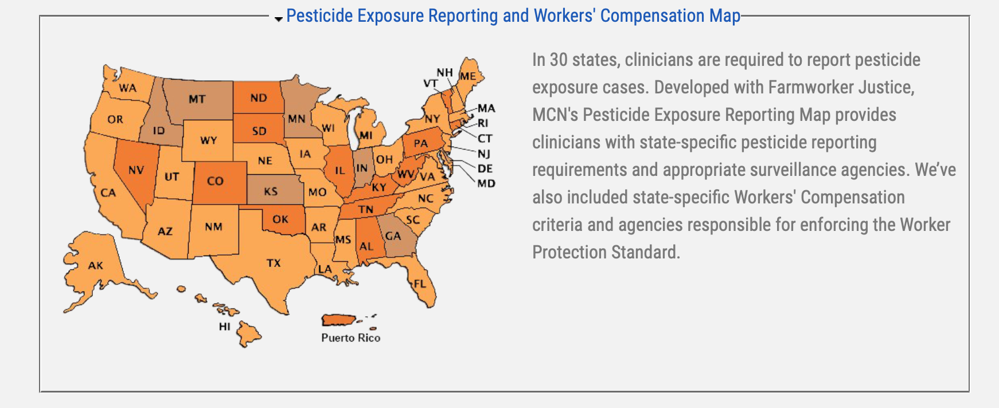 Pesticide Exposure Reporting and Workers' Compensation Map
In 30 states, clinicians are required to report pesticide
exposure cases. Developed with Farmworker Justice,
MCN's Pesticide Exposure Reporting Map provides
clinicians with state-specific pesticide reporting
requirements and appropriate surveillance agencies. We’ve
also included state-specific Workers' Compensation
criteria and agencies responsible for enforcing the Worker
Protection Standard.
NH
ME
VT
WA
MT
ND
MA
OR
ID
MN
NY
RI
SD
WI
MI
CT
WY
PA
NJ
IA
NE
OH
NV
UT
IL
IN
DE
CO
WV
VA
MD
KY
CA
KS
MO
NC
TN
OK
SC
AZ
NM
AR
MS
GA
AL
TX
LA
AK
FL
HI
Puerto Rico